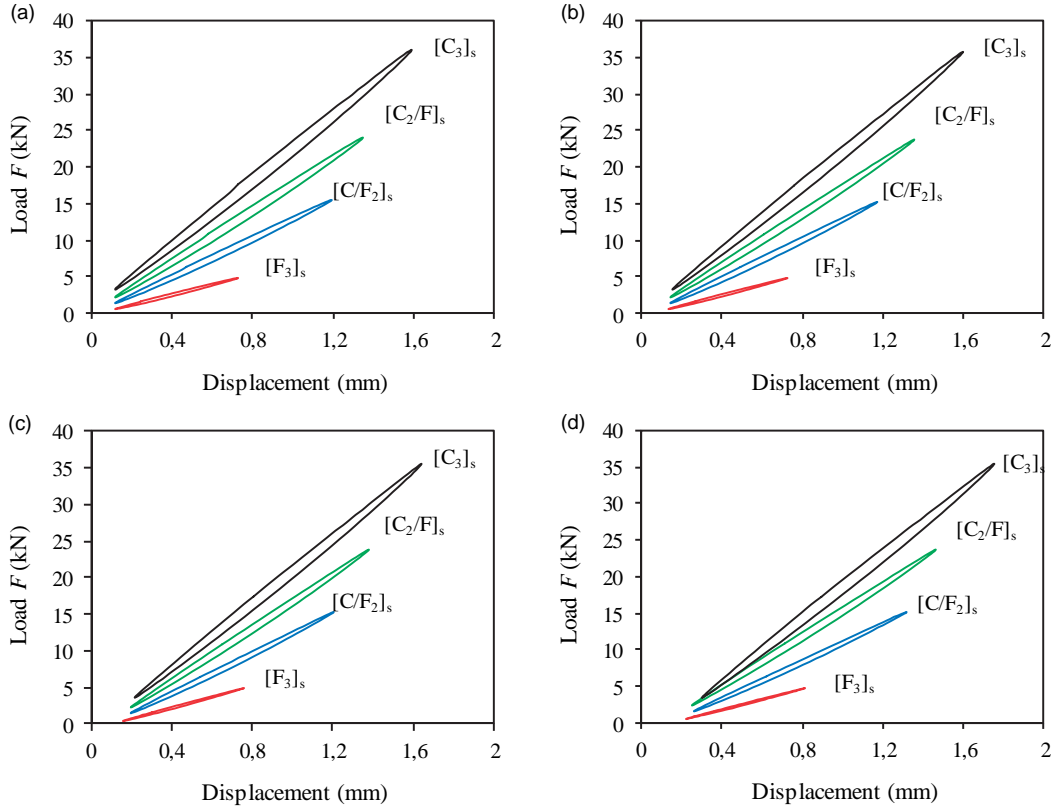 (a)
40
35
30
25
20
15
10
5
0
Load F (kN)
[C₃]ₛ
[C₂/F]ₛ
[C/F₂]ₛ
[F₃]ₛ
0 0,4 0,8 1,2 1,6 2
Displacement (mm)
(b)
40
35
30
25
20
15
10
5
0
Load F (kN)
[C₃]ₛ
[C₂/F]ₛ
[C/F₂]ₛ
[F₃]ₛ
0 0,4 0,8 1,2 1,6 2
Displacement (mm)
(c)
40
35
30
25
20
15
10
5
0
Load F (kN)
[C₃]ₛ
[C₂/F]ₛ
[C/F₂]ₛ
[F₃]ₛ
0 0,4 0,8 1,2 1,6 2
Displacement (mm)
(d)
40
35
30
25
20
15
10
5
0
Load F (kN)
[C₃]ₛ
[C₂/F]ₛ
[C/F₂]ₛ
[F₃]ₛ
0 0,4 0,8 1,2 1,6 2
Displacement (mm)